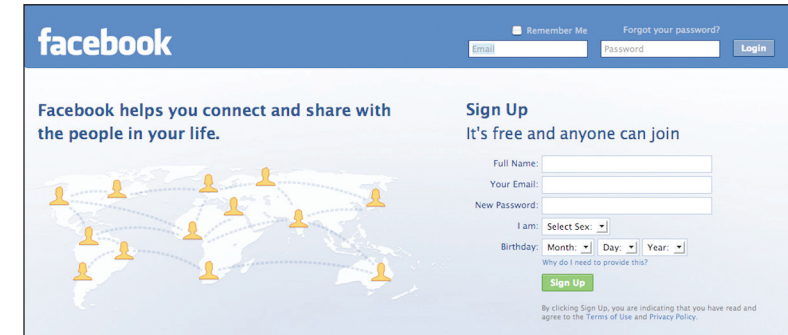 facebook
Remember Me
Forgot your password?
Email
Password
Login
Facebook helps you connect and share with
the people in your life.
Sign Up
It's free and anyone can join
Full Name:
Your Email:
New Password:
I am: Select Sex:
Birthday: Month: Day: Year:
Why do I need to provide this?
Sign Up
By clicking Sign Up, you are indicating that you have read and
agree to the Terms of Use and Privacy Policy.